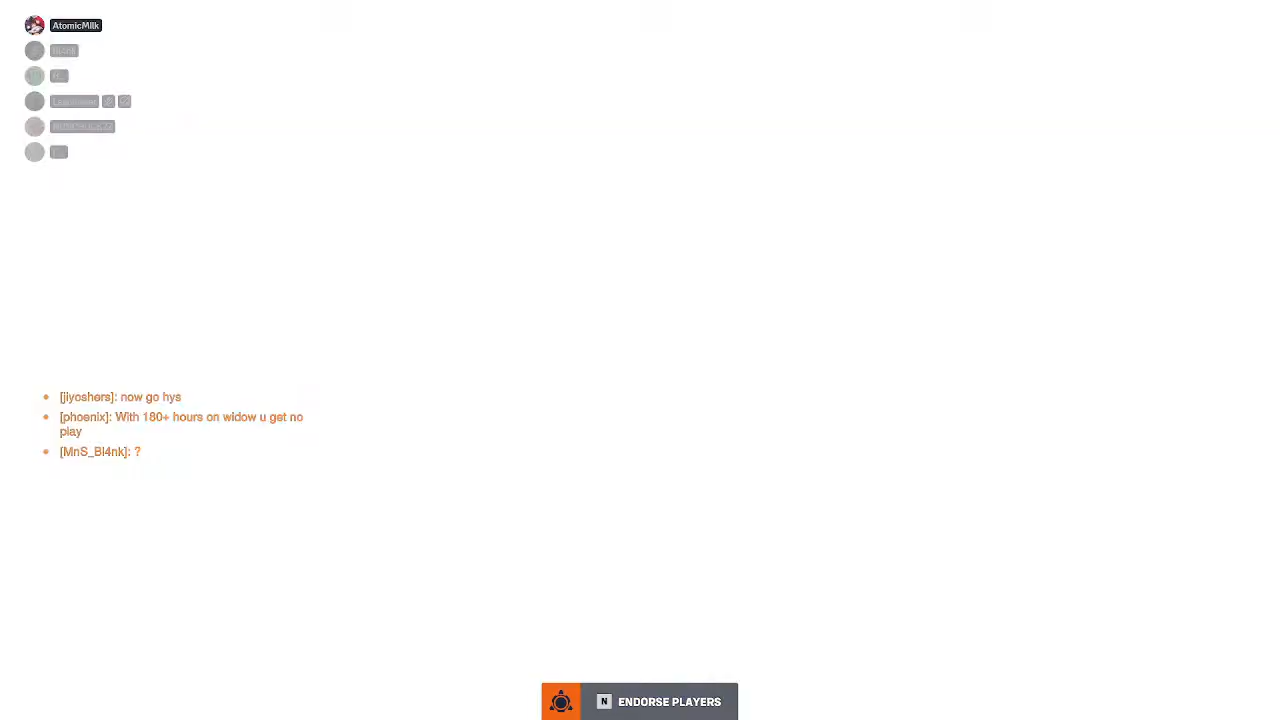 AtomicMilk
[jiyoshers]: now go hys
[phoenix]: With 180+ hours on widow u get no
play
[MnS_Bl4nk]: ?
N ENDORSE PLAYERS